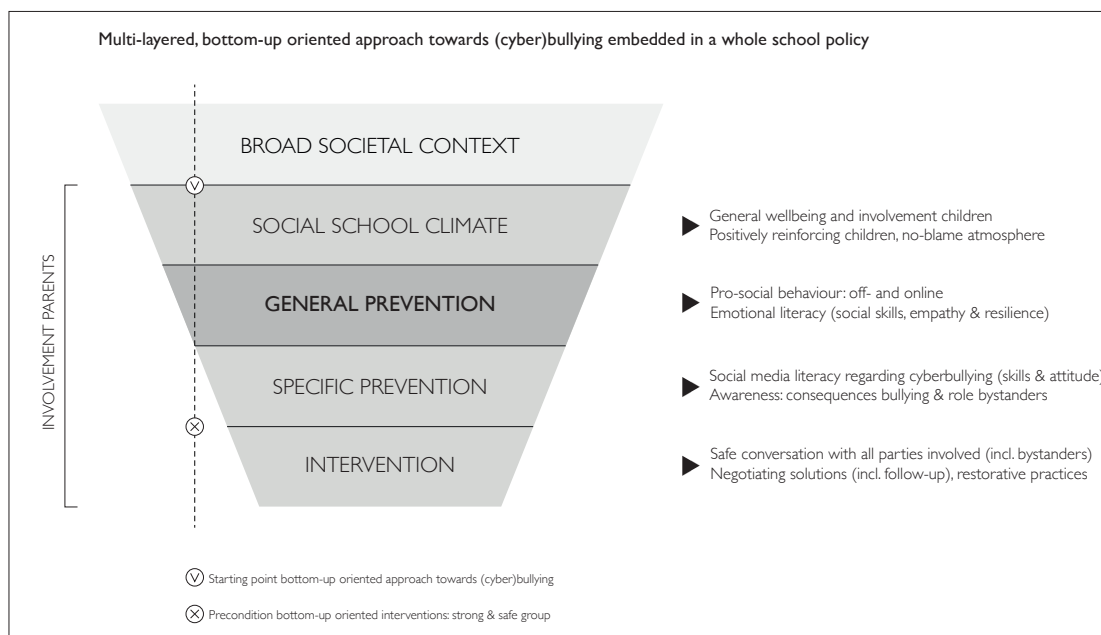 Multi-layered, bottom-up oriented approach towards (cyber)bullying embedded in a whole school policy
BROAD SOCIETAL CONTEXT
V
INVOLVEMENT PARENTS
SOCIAL SCHOOL CLIMATE
General wellbeing and involvement children
Positively reinforcing children, no-blame atmosphere
GENERAL PREVENTION
Pro-social behaviour: off- and online
Emotional literacy (social skills, empathy & resilience)
SPECIFIC PREVENTION
Social media literacy regarding cyberbullying (skills & attitude)
Awareness: consequences bullying & role bystanders
X
INTERVENTION
Safe conversation with all parties involved (incl. bystanders)
Negotiating solutions (incl. follow-up), restorative practices
V Starting point bottom-up oriented approach towards (cyber)bullying
X Precondition bottom-up oriented interventions: strong & safe group